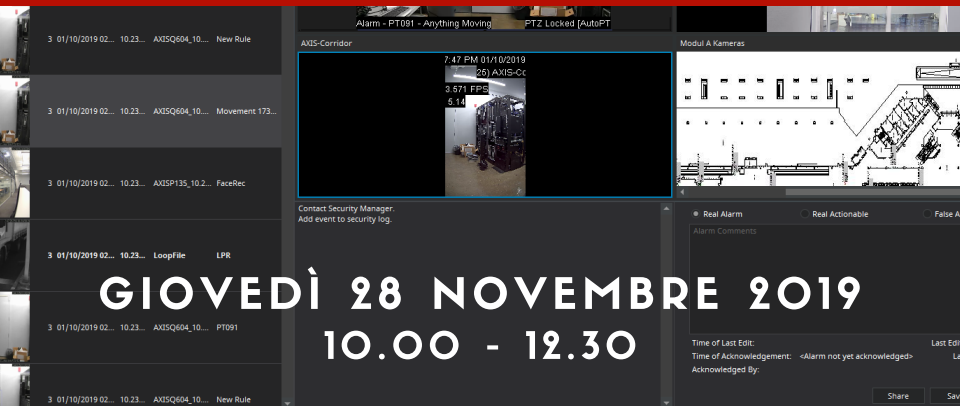 Alarm - PT091 - Anything Moving
PTZ Locked [AutoPT
3 01/10/2019 02... 10.23... AXISQ604_10.... New Rule
AXIS-Corridor
Modul A Kameras
7:47 PM 01/10/2019
25) AXIS-Co
3.571 FPS
5.14
3 01/10/2019 02... 10.23... AXISQ604_10.... Movement 173...
3 01/10/2019 02... 10.23... AXISP135_10.2... FaceRec
Contact Security Manager.
Add event to security log.
Real Alarm
Real Actionable
False A
Alarm Comments
3 01/10/2019 02... 10.23... LoopFile LPR
GIOVEDÌ 28 NOVEMBRE 2019
10.00 - 12.30
3 01/10/2019 02... 10.23... AXISQ604_10.... PT091
Time of Last Edit:
Last Edi
Time of Acknowledgement: <Alarm not yet acknowledged>
La
Acknowledged By:
Share
Sav
3 01/10/2019 02... 10.23... AXISQ604_10.... New Rule